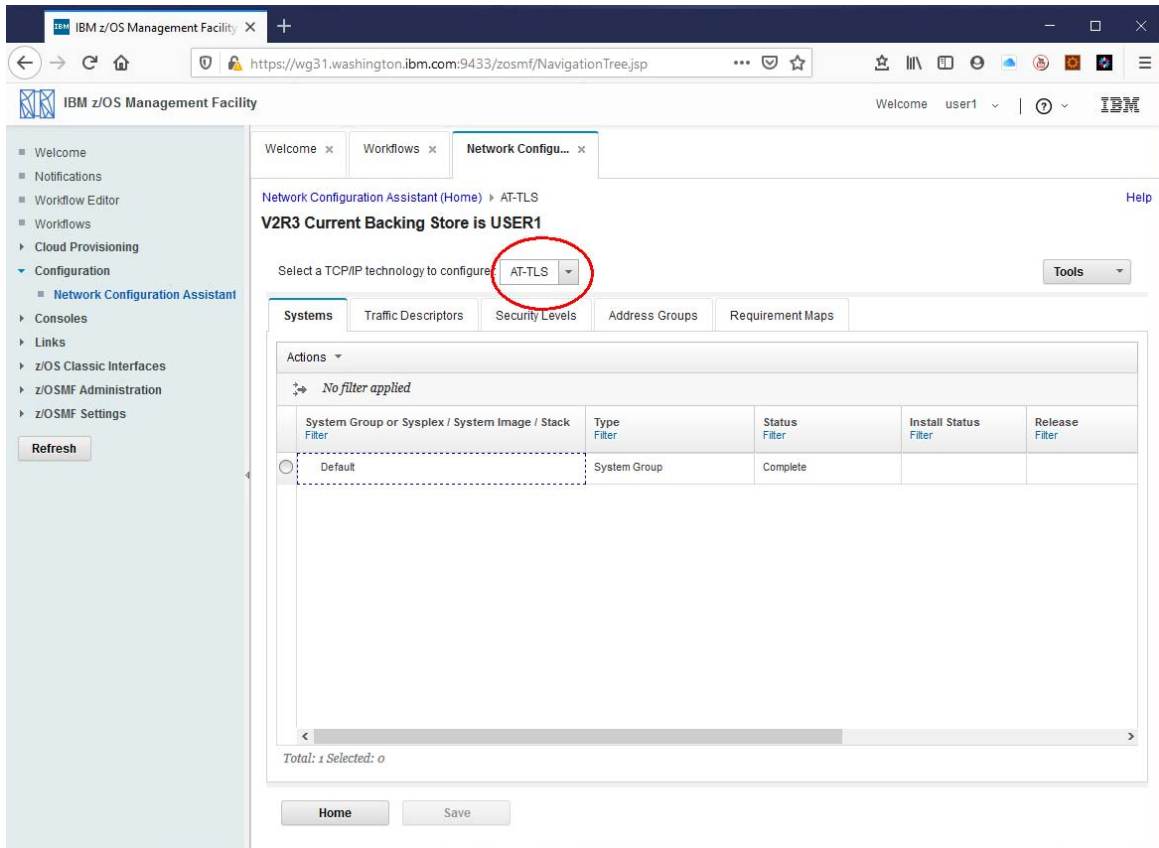 IBM IBM z/OS Management Facility
https://wg31.washington.ibm.com:9433/zosmf/NavigationTree.jsp
IBM z/OS Management Facility
Welcome user1
IBM
Welcome
Notifications
Workflow Editor
Workflows
Cloud Provisioning
Configuration
Network Configuration Assistant
Consoles
Links
z/OS Classic Interfaces
z/OSMF Administration
z/OSMF Settings
Refresh
Welcome
Workflows
Network Configu...
Network Configuration Assistant (Home) AT-TLS
Help
V2R3 Current Backing Store is USER1
Select a TCP/IP technology to configure: AT-TLS
Tools
Systems Traffic Descriptors Security Levels Address Groups Requirement Maps
Actions
No filter applied
System Group or Sysplex / System Image / Stack Type Status Install Status Release
Filter Filter Filter Filter Filter
Default System Group Complete
Total: 1 Selected: 0
Home Save